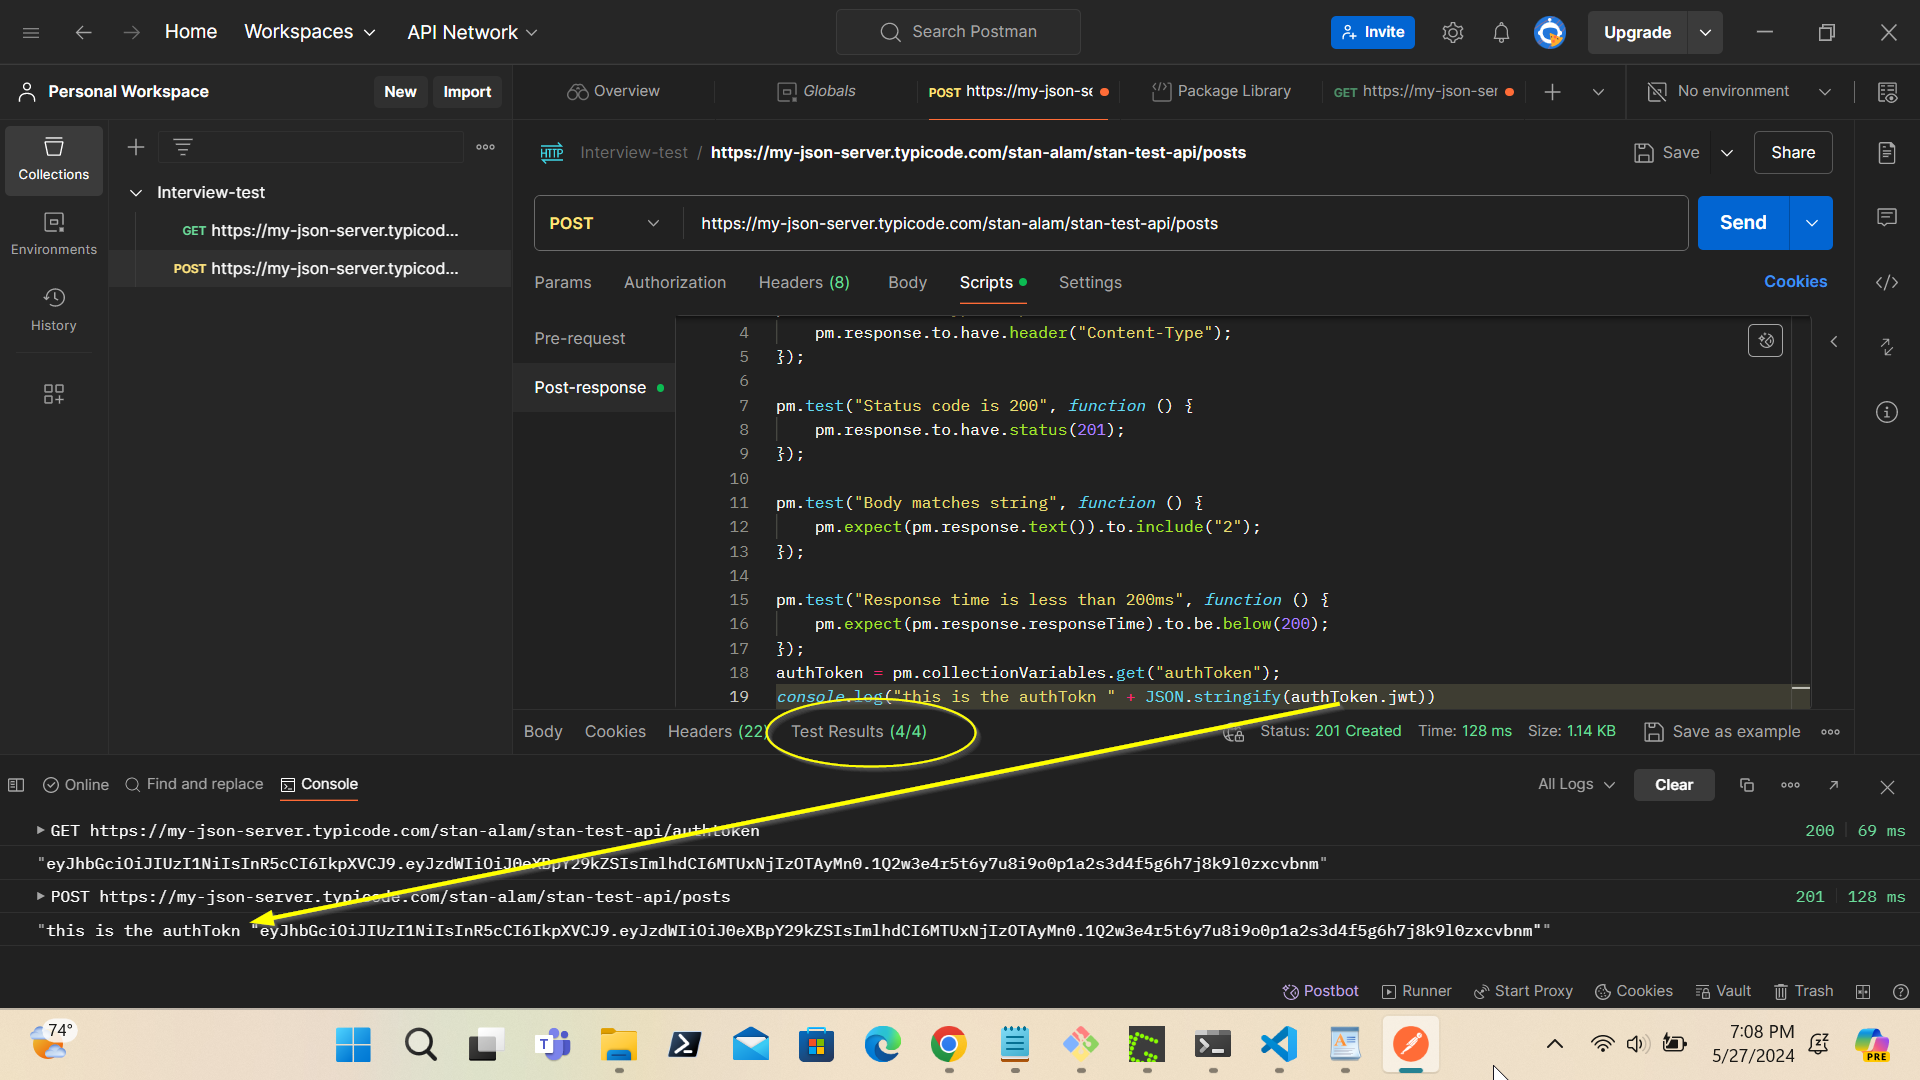 Home
Workspaces
API Network
Search Postman
Invite
Upgrade
Personal Workspace
New
Import
Overview
Globals
POST https://my-json-se
Package Library
GET https://my-json-ser
No environment
Collections
Environments
History
Interview-test
GET https://my-json-server.typicod...
POST https://my-json-server.typicod...
HTTP
Interview-test / https://my-json-server.typicode.com/stan-alam/stan-test-api/posts
Save
Share
POST
https://my-json-server.typicode.com/stan-alam/stan-test-api/posts
Send
Params
Authorization
Headers (8)
Body
Scripts
Settings
Cookies
Pre-request
Post-response
4 pm.response.to.have.header("Content-Type");
5 });
6
7 pm.test("Status code is 200", function () {
8 pm.response.to.have.status(201);
9 });
10
11 pm.test("Body matches string", function () {
12 pm.expect(pm.response.text()).to.include("2");
13 });
14
15 pm.test("Response time is less than 200ms", function () {
16 pm.expect(pm.response.responseTime).to.be.below(200);
17 });
18 authToken = pm.collectionVariables.get("authToken");
19 console.log("this is the authTokn " + JSON.stringify(authToken.jwt))
Body
Cookies
Headers (22)
Test Results (4/4)
Status: 201 Created
Time: 128 ms
Size: 1.14 KB
Save as example
Online
Find and replace
Console
All Logs
Clear
GET https://my-json-server.typicode.com/stan-alam/stan-test-api/authtoken
200 69 ms
"eyJhbGciOiJIUzI1NiIsInR5cCI6IkpXVCJ9.eyJzdWIiOiJ0eXBpY29kZSIsImlhdCI6MTUxNjIzOTAyMn0.1Q2w3e4r5t6y7u8i9o0p1a2s3d4f5g6h7j8k9l0zxcvbnm"
POST https://my-json-server.typicode.com/stan-alam/stan-test-api/posts
201 128 ms
"this is the authTokn "eyJhbGciOiJIUzI1NiIsInR5cCI6IkpXVCJ9.eyJzdWIiOiJ0eXBpY29kZSIsImlhdCI6MTUxNjIzOTAyMn0.1Q2w3e4r5t6y7u8i9o0p1a2s3d4f5g6h7j8k9l0zxcvbnm""
Postbot
Runner
Start Proxy
Cookies
Vault
Trash
74°
7:08 PM
5/27/2024
PRE